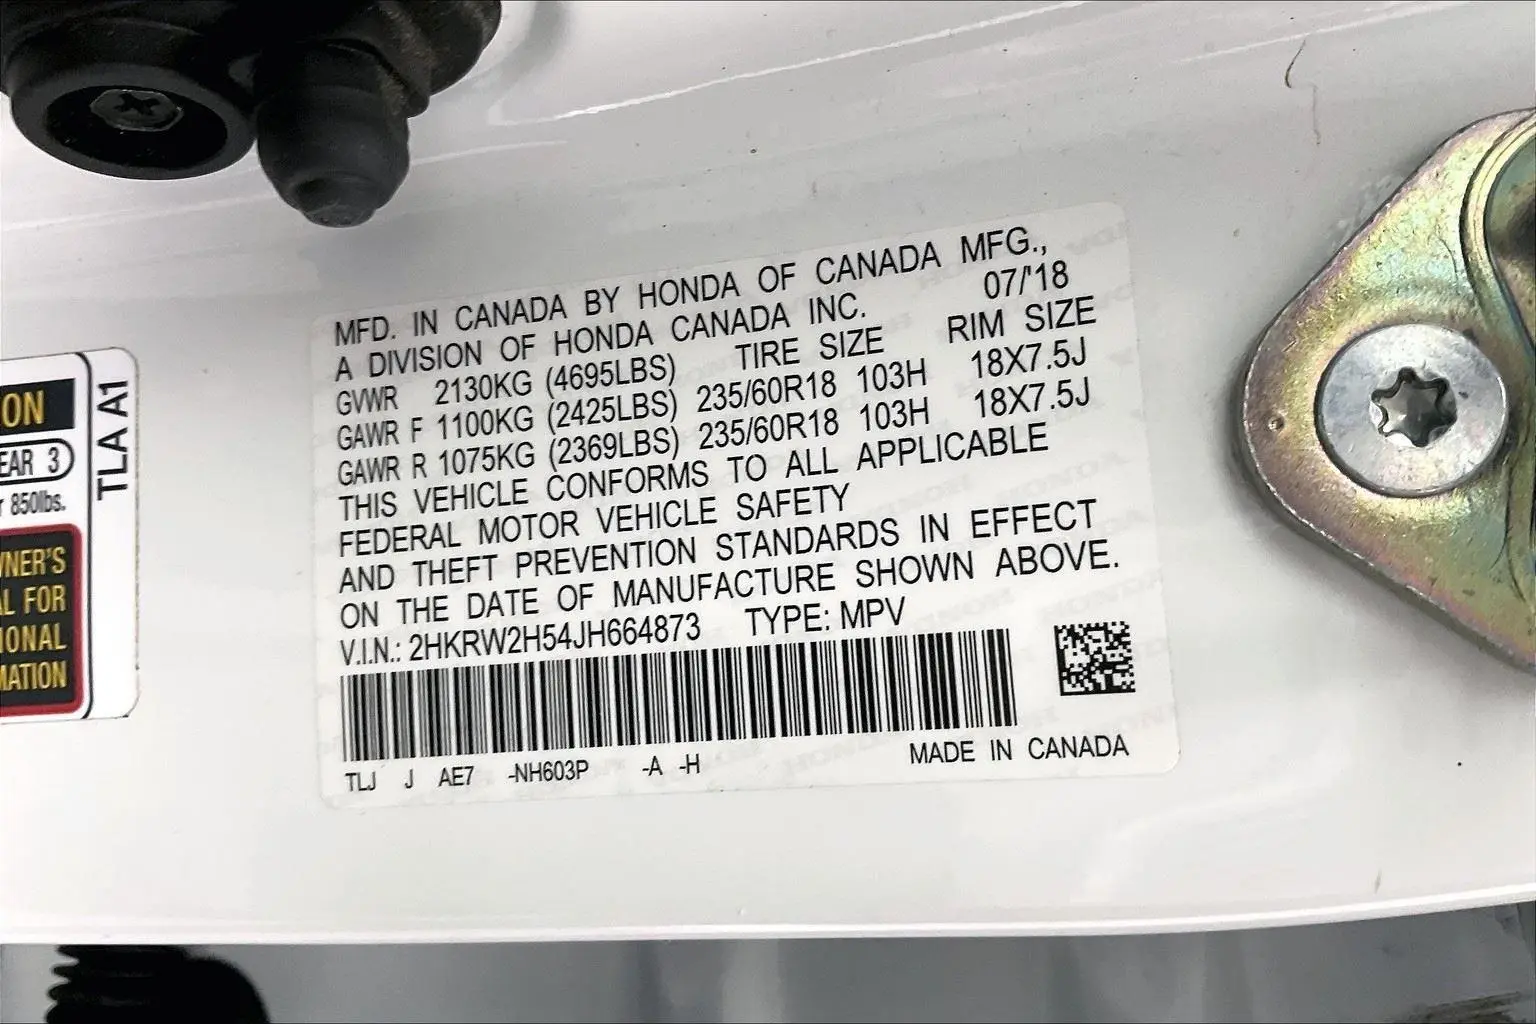 MFD. IN CANADA BY HONDA OF CANADA MFG.,
A DIVISION OF HONDA CANADA INC. 07/'18
GVWR 2130KG (4695LBS) TIRE SIZE RIM SIZE
GAWR F 1100KG (2425LBS) 235/60R18 103H 18X7.5J
GAWR R 1075KG (2369LBS) 235/60R18 103H 18X7.5J
THIS VEHICLE CONFORMS TO ALL APPLICABLE
FEDERAL MOTOR VEHICLE SAFETY
AND THEFT PREVENTION STANDARDS IN EFFECT
ON THE DATE OF MANUFACTURE SHOWN ABOVE.
V.I.N.: 2HKRW2H54JH664873 TYPE: MPV
TLJ J AE7 -NH603P -A -H
MADE IN CANADA
ON
EAR 3
850lbs.
WNER'S
L FOR
IONAL
MATION
TLA A1